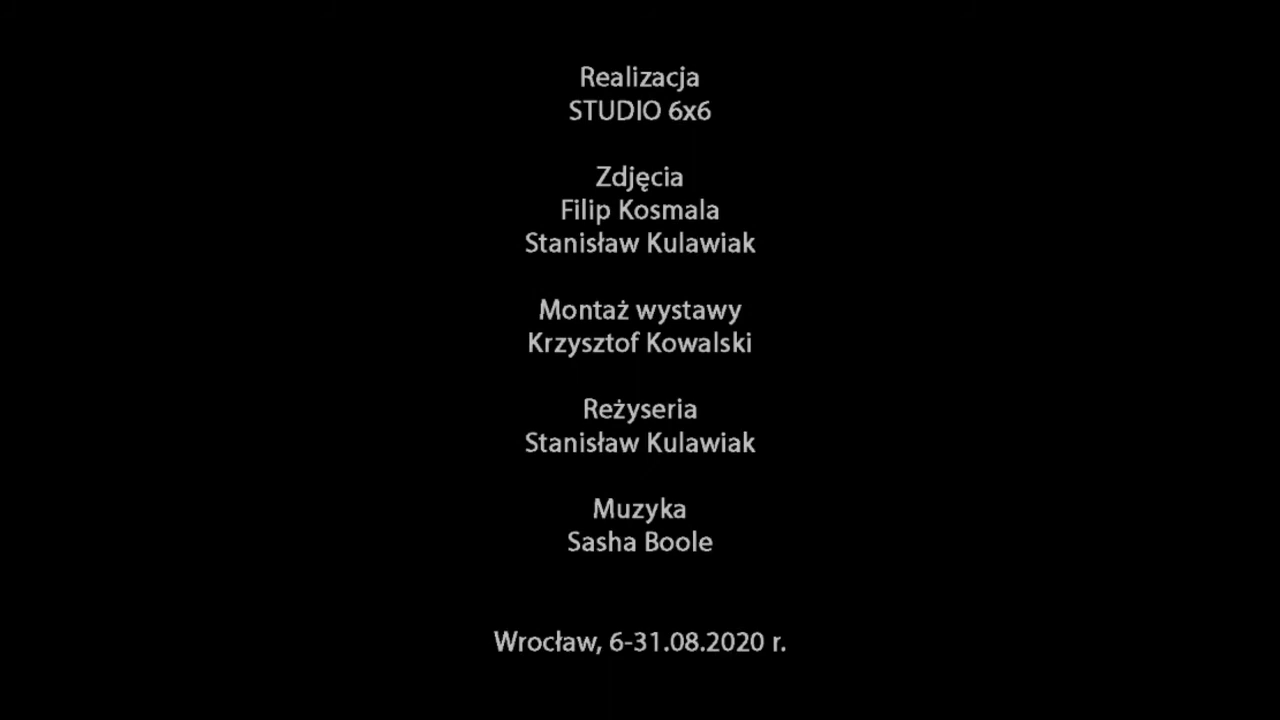 Realizacja
STUDIO 6x6
Zdjęcia
Filip Kosmala
Stanisław Kulawiak
Montaż wystawy
Krzysztof Kowalski
Reżyseria
Stanisław Kulawiak
Muzyka
Sasha Boole
Wrocław, 6-31.08.2020 r.